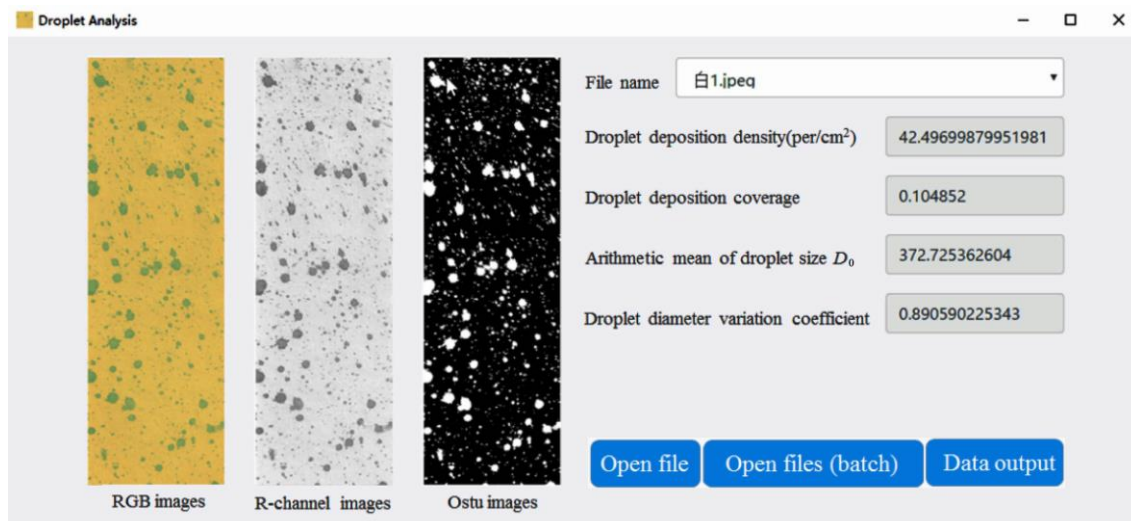 Droplet Analysis
File name 白1.jpeg
Droplet deposition density(per/cm²) 42.49699879951981
Droplet deposition coverage 0.104852
Arithmetic mean of droplet size D₀ 372.725362604
Droplet diameter variation coefficient 0.890590225343
Open file Open files (batch) Data output
RGB images R-channel images Ostu images